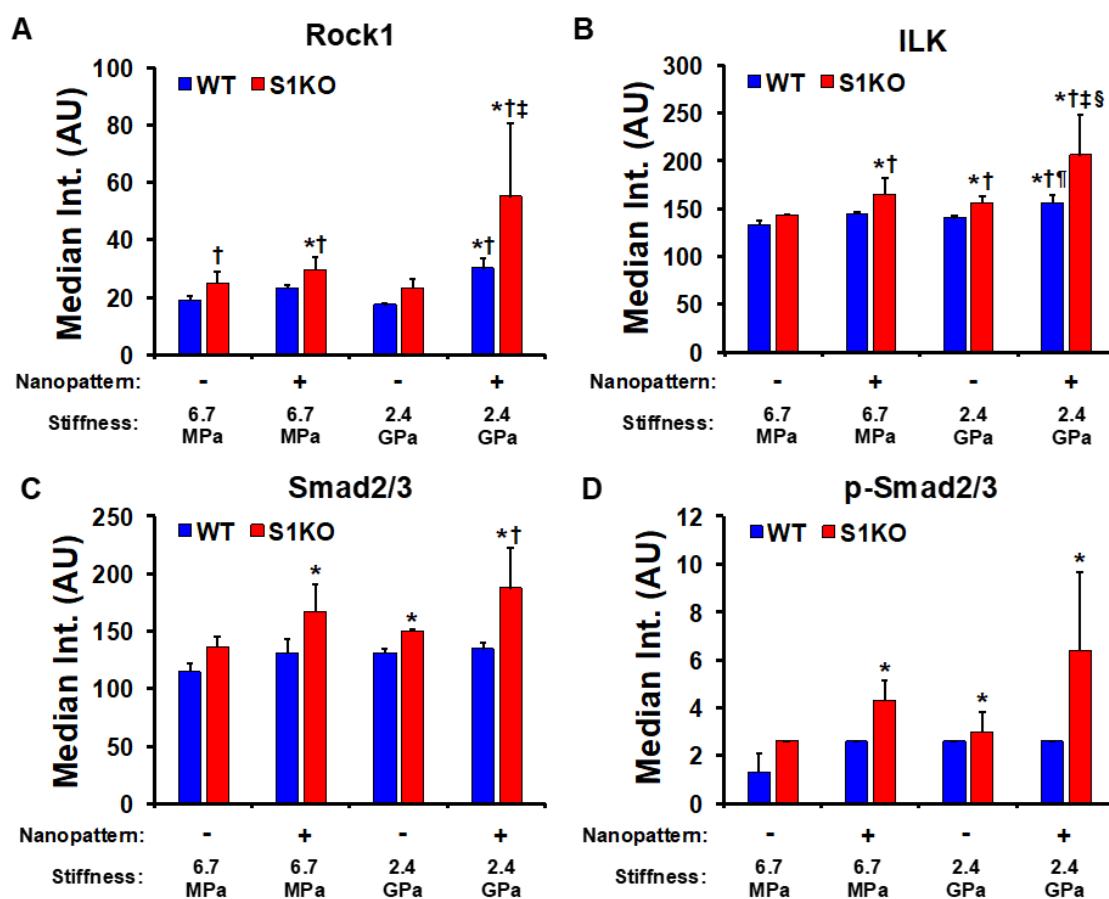 A
Rock1
WT S1KO
Median Int. (AU)
100
80
60
40
20
0
†
*†
*†
*†‡
Nanopattern: - + - +
Stiffness: 6.7 MPa 6.7 MPa 2.4 GPa 2.4 GPa
B
ILK
WT S1KO
Median Int. (AU)
300
250
200
150
100
50
0
*†
*†
*†¶
*†‡§
Nanopattern: - + - +
Stiffness: 6.7 MPa 6.7 MPa 2.4 GPa 2.4 GPa
C
Smad2/3
WT S1KO
Median Int. (AU)
250
200
150
100
50
0
*
*
*†
Nanopattern: - + - +
Stiffness: 6.7 MPa 6.7 MPa 2.4 GPa 2.4 GPa
D
p-Smad2/3
WT S1KO
Median Int. (AU)
12
10
8
6
4
2
0
*
*
*
Nanopattern: - + - +
Stiffness: 6.7 MPa 6.7 MPa 2.4 GPa 2.4 GPa